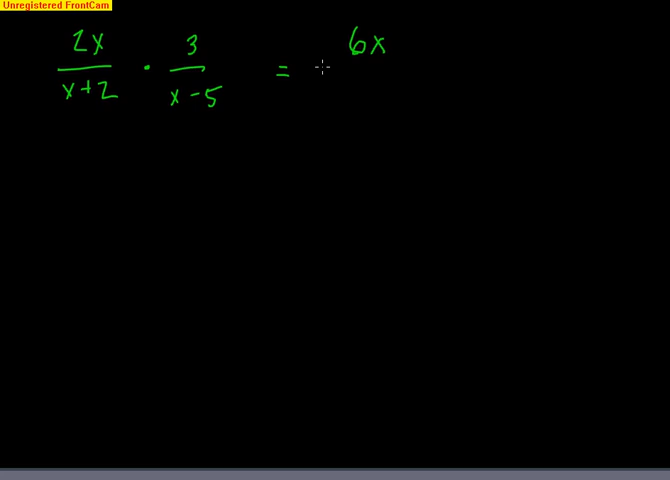 Unregistered FrontCam
2x/x+2 · 3/x-5 = 6x